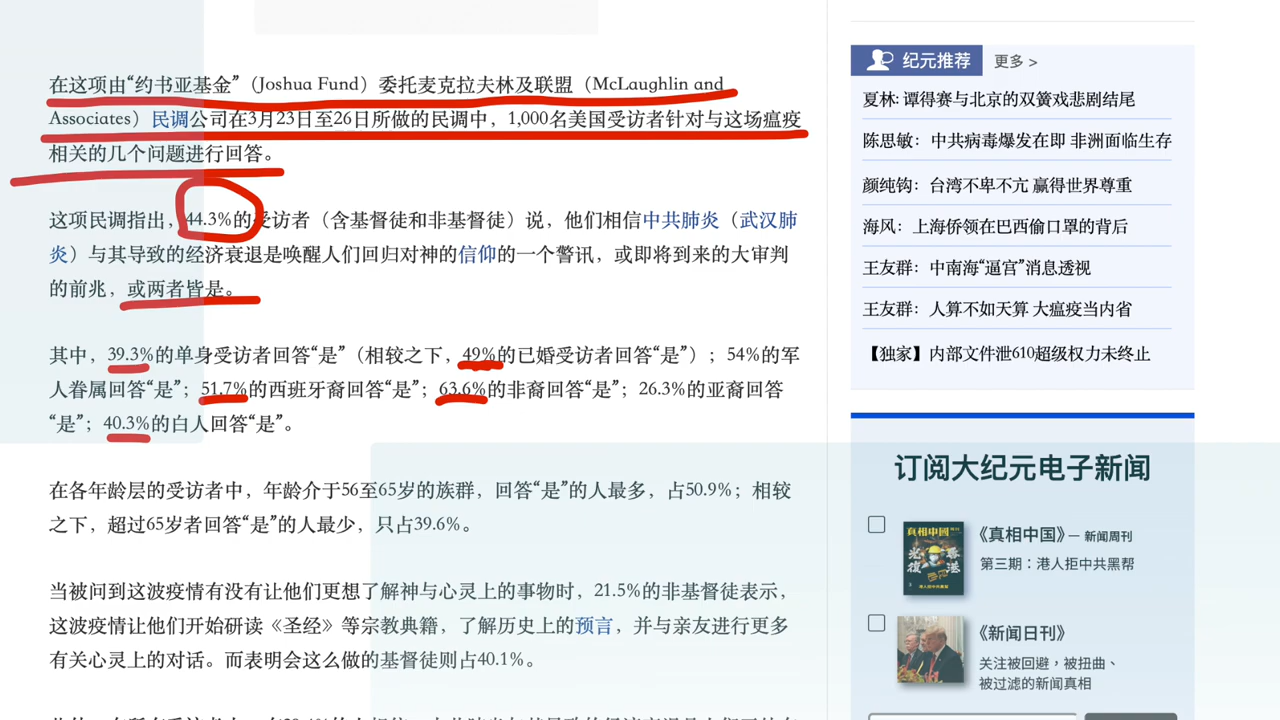 在这项由“约书亚基金”（Joshua Fund）委托麦克拉夫林及联盟（McLaughlin and
Associates）民调公司在3月23日至26日所做的民调中，1,000名美国受访者针对与这场瘟疫
相关的几个问题进行回答。
这项民调指出，44.3%的受访者（含基督徒和非基督徒）说，他们相信中共肺炎（武汉肺
炎）与其导致的经济衰退是唤醒人们回归对神的信仰的一个警讯，或即将到来的大审判
的前兆，或两者皆是。
其中，39.3%的单身受访者回答“是”（相较之下，49%的已婚受访者回答“是”）；54%的军
人眷属回答“是”；51.7%的西班牙裔回答“是”；63.6%的非裔回答“是”；26.3%的亚裔回答
“是”；40.3%的白人回答“是”。
在各年龄层的受访者中，年龄介于56至65岁的族群，回答“是”的人最多，占50.9%；相较
之下，超过65岁者回答“是”的人最少，只占39.6%。
当被问到这波疫情有没有让他们更想了解神与心灵上的事物时，21.5%的非基督徒表示，
这波疫情让他们开始研读《圣经》等宗教典籍，了解历史上的预言，并与亲友进行更多
有关心灵上的对话。而表明会这么做的基督徒则占40.1%。
纪元推荐 更多 >
夏林: 谭得赛与北京的双簧戏悲剧结尾
陈思敏：中共病毒爆发在即 非洲面临生存
颜纯钩：台湾不卑不亢 赢得世界尊重
海风：上海侨领在巴西偷口罩的背后
王友群：中南海“逼宫”消息透视
王友群：人算不如天算 大瘟疫当内省
【独家】内部文件泄610超级权力未终止
订阅大纪元电子新闻
真相中國
光復
香港
《真相中国》─ 新闻周刊
第三期：港人拒中共黑帮
《新闻日刊》
关注被回避，被扭曲、
被过滤的新闻真相